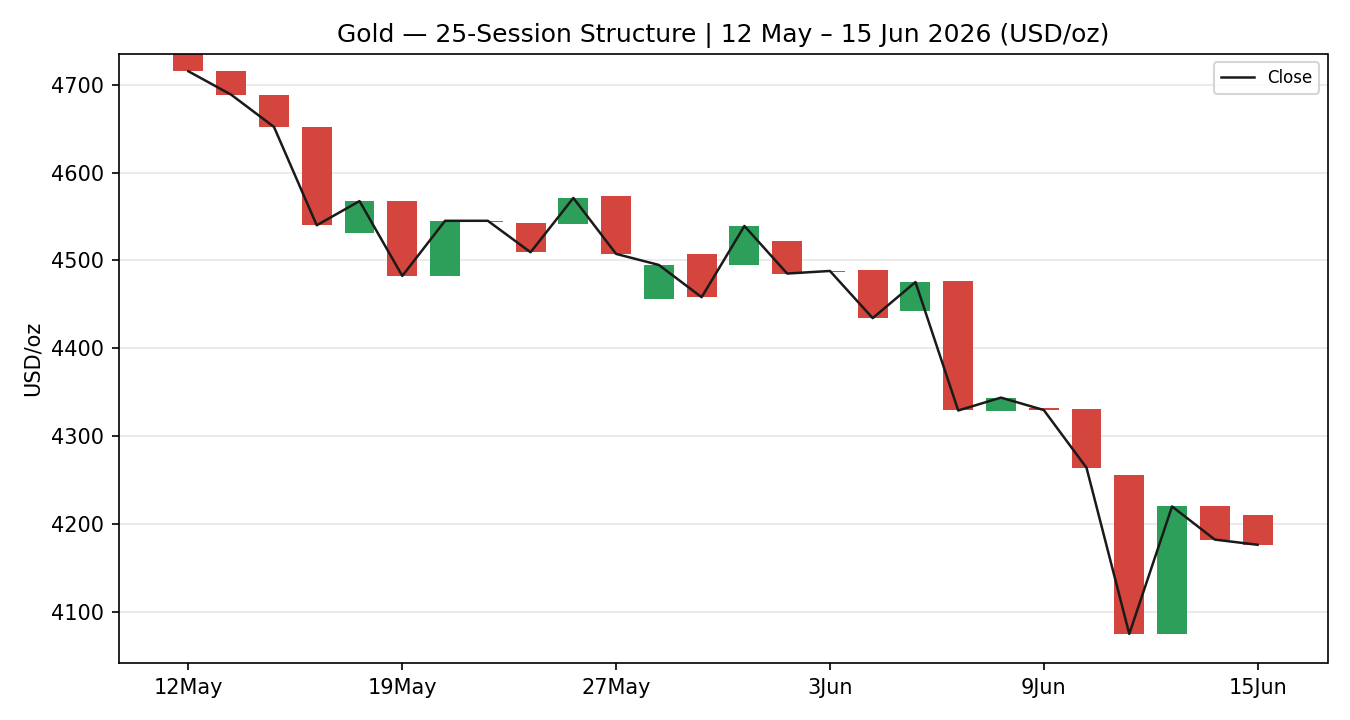 Gold — 25-Session Structure | 12 May – 15 Jun 2026 (USD/oz)
Close
4700
4600
4500
4400
4300
4200
4100
USD/oz
12May
19May
27May
3Jun
9Jun
15Jun